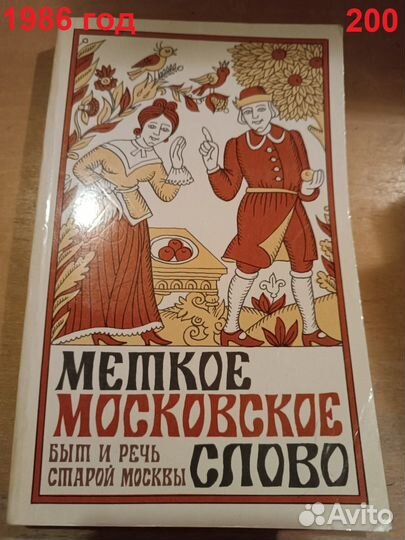 1986 год 200
МЕТКОЕ
МОСКОВСКОЕ
БЫТ И РЕЧЬ
СТАРОЙ МОСКВЫ
СЛОВО
Avito